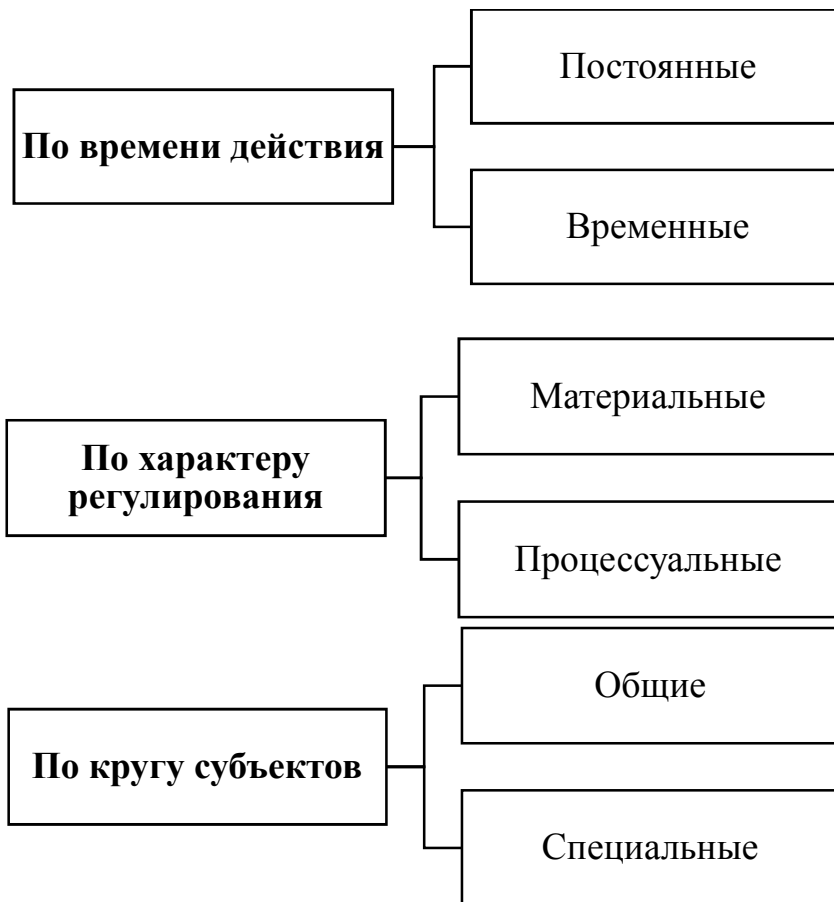 По времени действия
Постоянные
Временные
По характеру
регулирования
Материальные
Процессуальные
По кругу субъектов
Общие
Специальные